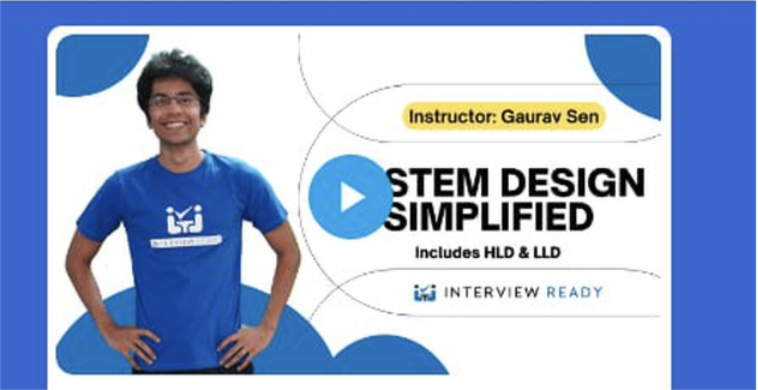 Instructor: Gaurav Sen
STEM DESIGN
SIMPLIFIED
Includes HLD & LLD
INTERVIEW READY